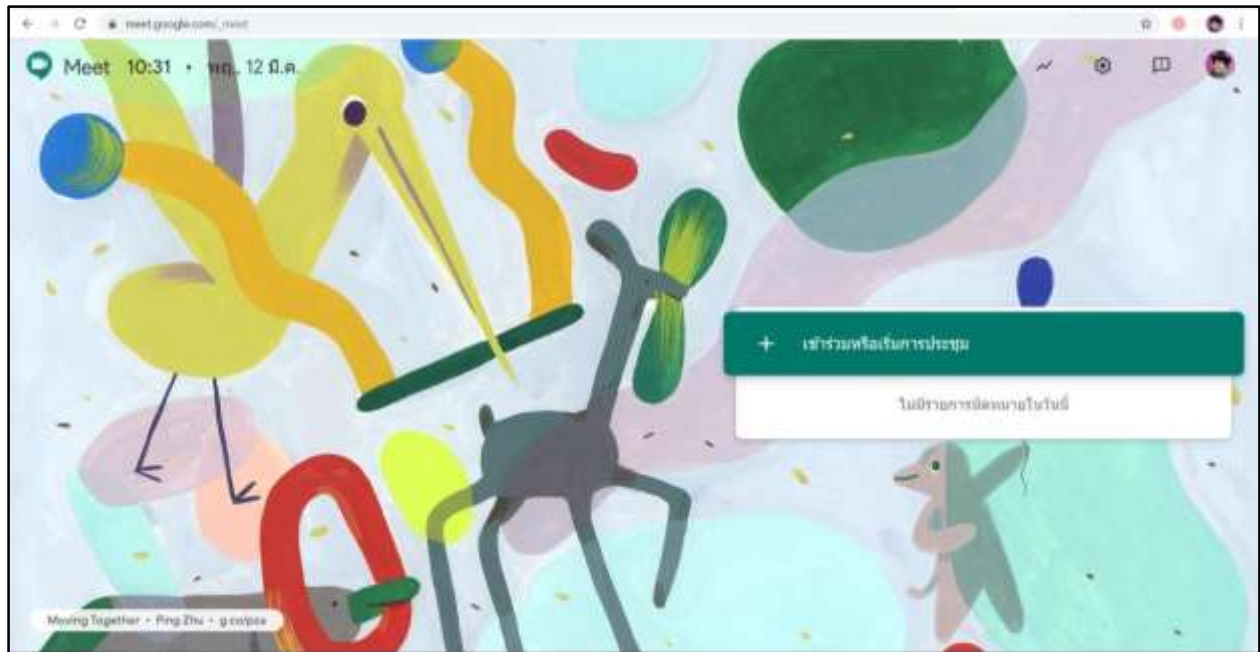 meet.google.com/_meet
Meet 10:31 • พฤ., 12 มี.ค.
เข้าร่วมหรือเริ่มการประชุม
ไม่มีรายการนัดหมายในวันนี้
Moving Together • Ping Zhu • g.co/pza